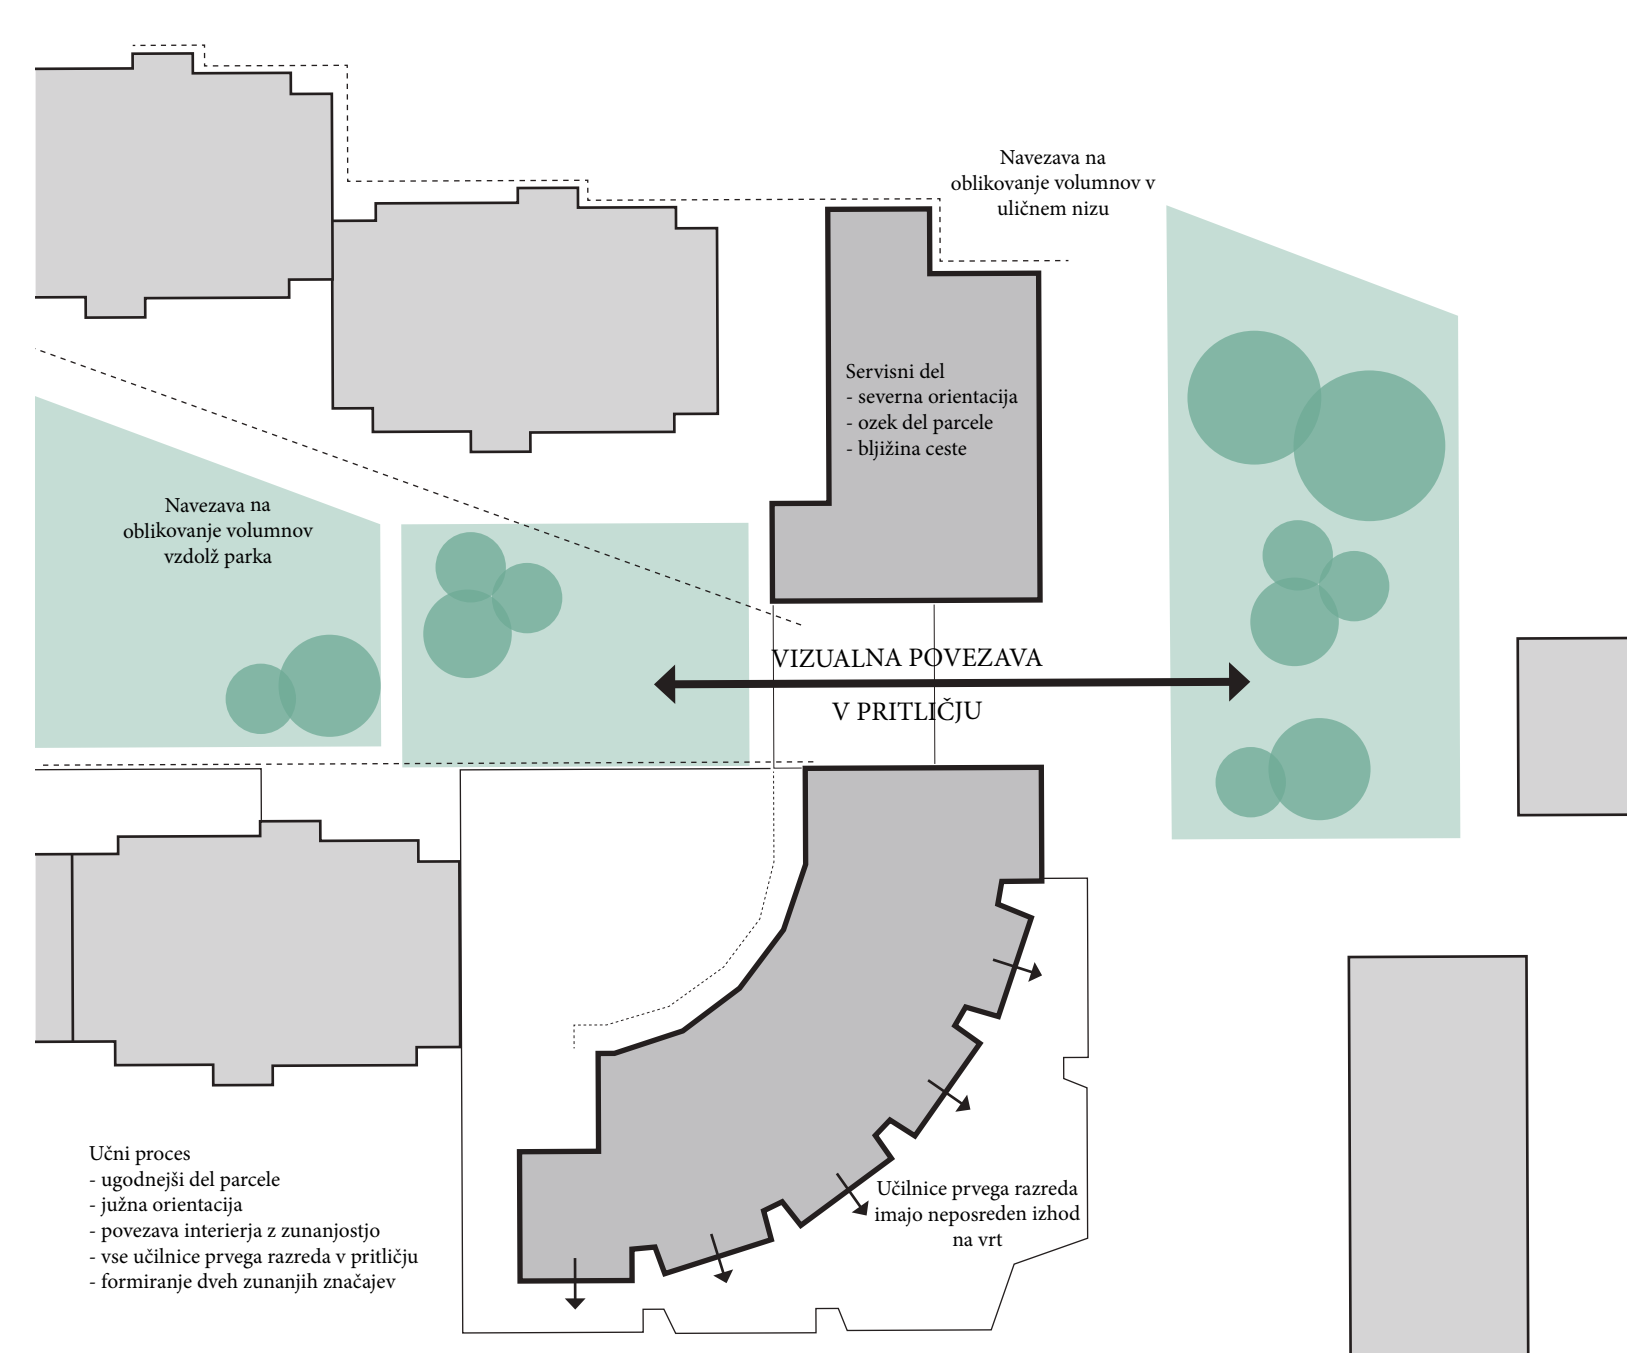 Navezava na
oblikovanje volumnov v
uličnem nizu
Servisni del
- severna orientacija
- ozek del parcele
- bljižina ceste
Navezava na
oblikovanje volumnov
vzdolž parka
VIZUALNA POVEZAVA
V PRITLIČJU
Učni proces
- ugodnejši del parcele
- južna orientacija
- povezava interierja z zunanjostjo
- vse učilnice prvega razreda v pritličju
- formiranje dveh zunanjih značajev
Učilnice prvega razreda
imajo neposreden izhod
na vrt